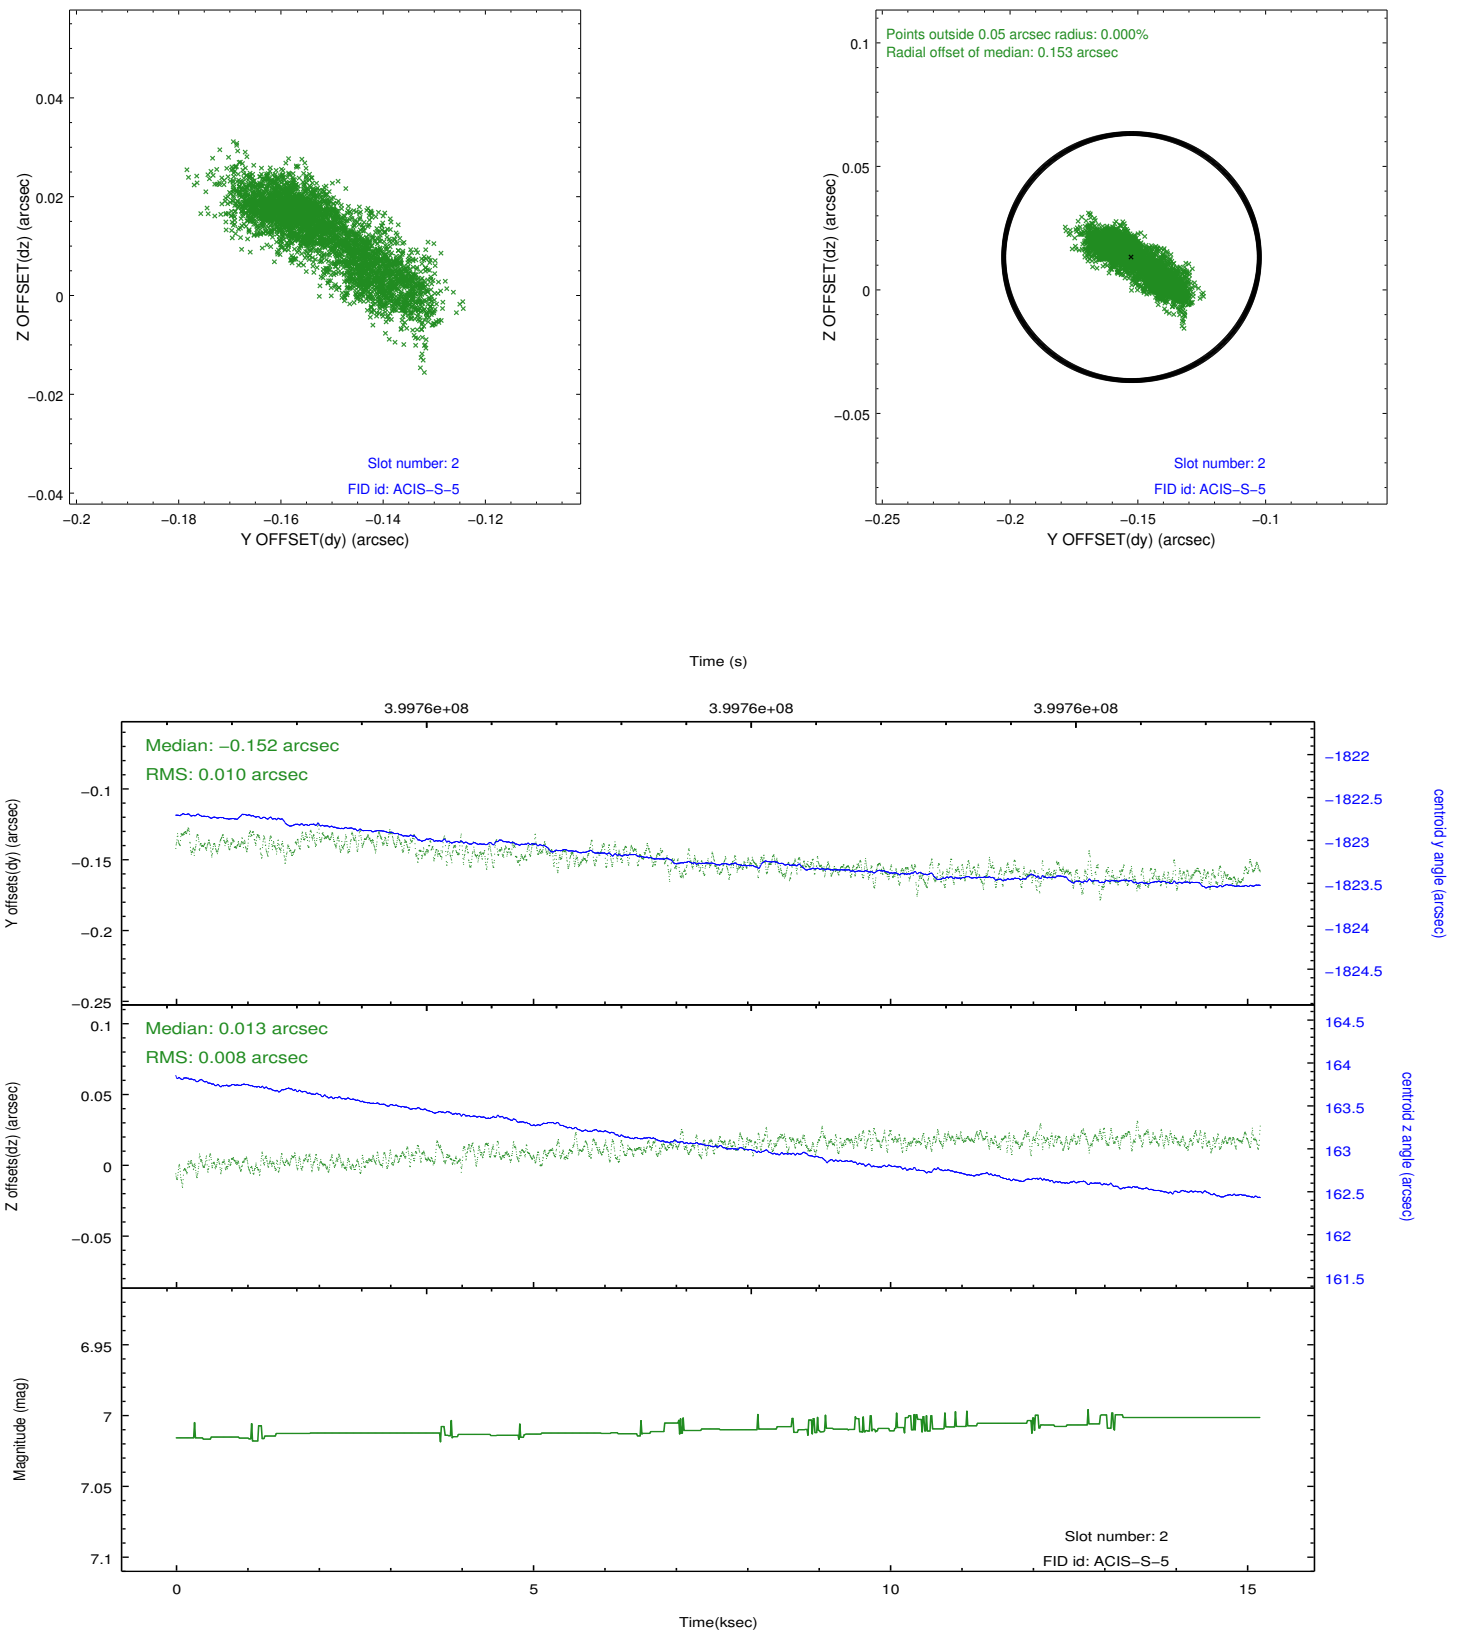 0.04
0.02
0
−0.02
−0.04
Z OFFSET(dz) (arcsec)
−0.2
−0.18
−0.16
−0.14
−0.12
Y OFFSET(dy) (arcsec)
Slot number: 2
FID id: ACIS−S−5
Points outside 0.05 arcsec radius: 0.000%
Radial offset of median: 0.153 arcsec
0.1
0.05
0
−0.05
Z OFFSET(dz) (arcsec)
−0.25
−0.2
−0.15
−0.1
Y OFFSET(dy) (arcsec)
Slot number: 2
FID id: ACIS−S−5
Time (s)
3.9976e+08
3.9976e+08
3.9976e+08
Median: −0.152 arcsec
RMS: 0.010 arcsec
−0.1
−0.15
−0.2
−0.25
Y offsets(dy) (arcsec)
−1822
−1822.5
−1823
−1823.5
−1824
−1824.5
centroid y angle (arcsec)
Median: 0.013 arcsec
RMS: 0.008 arcsec
0.1
0.05
0
−0.05
Z offsets(dz) (arcsec)
164.5
164
163.5
163
162.5
162
161.5
centroid z angle (arcsec)
6.95
7
7.05
7.1
Magnitude (mag)
Slot number: 2
FID id: ACIS−S−5
0
5
10
15
Time(ksec)